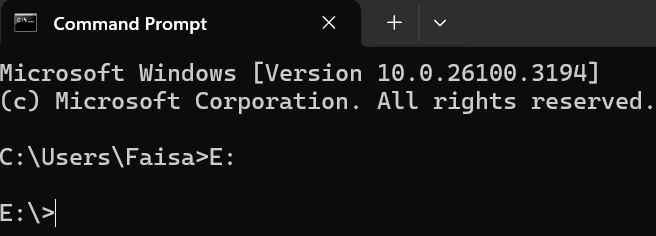 Command Prompt
Microsoft Windows [Version 10.0.26100.3194]
(c) Microsoft Corporation. All rights reserved.
C:\Users\Faisa>E:
E:\>